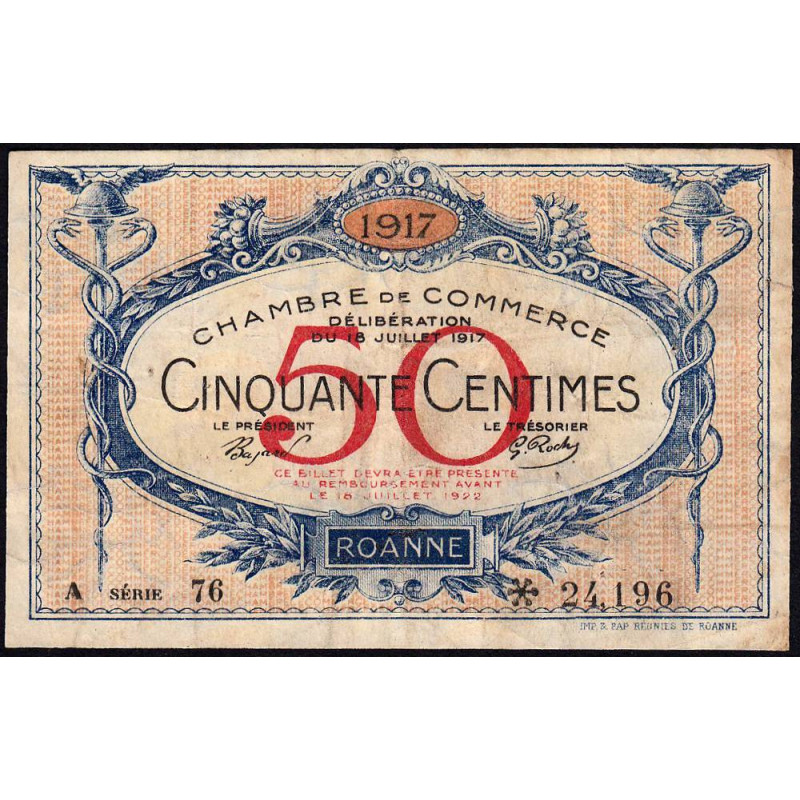 1917
CHAMBRE DE COMMERCE
DÉLIBÉRATION
DU 18 JUILLET 1917
50
CINQUANTE CENTIMES
LE PRÉSIDENT LE TRÉSORIER
Bajard G. Roche
CE BILLET DEVRA ÊTRE PRÉSENTÉ
AU REMBOURSEMENT AVANT
LE 18 JUILLET 1922
ROANNE
A SÉRIE 76 * 24,196
IMP. & PAP. RÉUNIES DE ROANNE